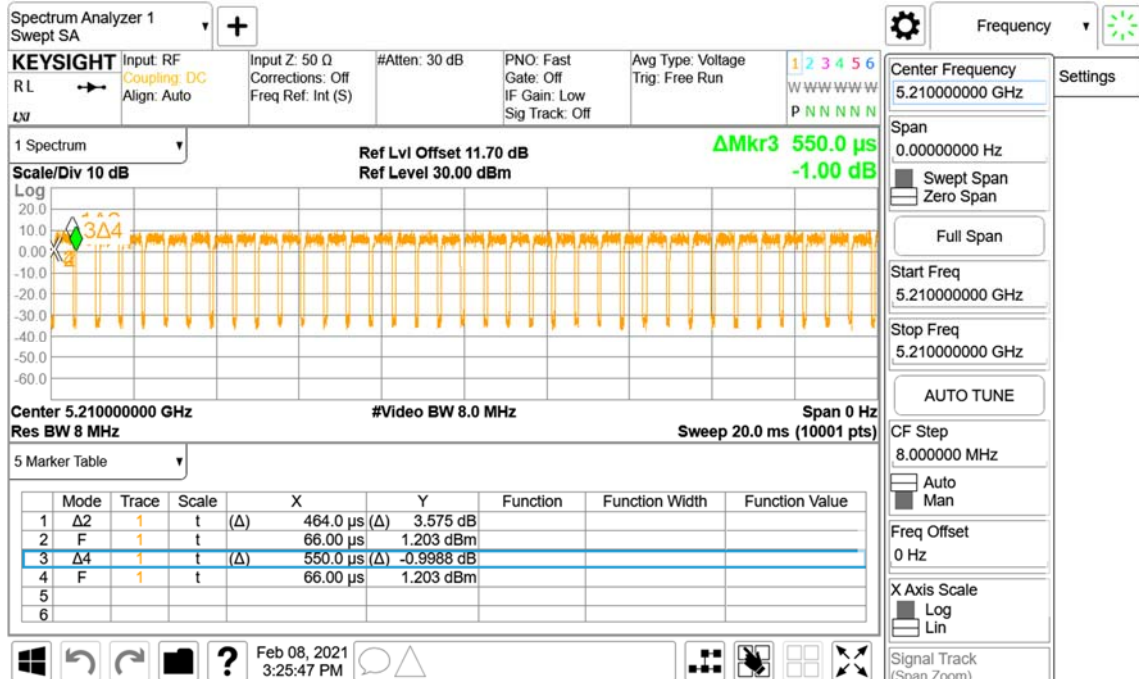 Spectrum Analyzer 1
Swept SA
Frequency
KEYSIGHT
R L
LXI
Input: RF
Coupling: DC
Align: Auto
Input Z: 50 Ω
Corrections: Off
Freq Ref: Int (S)
#Atten: 30 dB
PNO: Fast
Gate: Off
IF Gain: Low
Sig Track: Off
Avg Type: Voltage
Trig: Free Run
1 2 3 4 5 6
W W W W W W
P N N N N N
1 Spectrum
Scale/Div 10 dB
Ref Lvl Offset 11.70 dB
Ref Level 30.00 dBm
ΔMkr3 550.0 µs
-1.00 dB
Log
20.0
10.0
0.00
-10.0
-20.0
-30.0
-40.0
-50.0
-60.0
3Δ4
Center 5.210000000 GHz
#Video BW 8.0 MHz
Span 0 Hz
Res BW 8 MHz
Sweep 20.0 ms (10001 pts)
5 Marker Table
Mode Trace Scale X Y Function Function Width Function Value
1 Δ2 1 t (Δ) 464.0 µs (Δ) 3.575 dB
2 F 1 t 66.00 µs 1.203 dBm
3 Δ4 1 t (Δ) 550.0 µs (Δ) -0.9988 dB
4 F 1 t 66.00 µs 1.203 dBm
5
6
?
Feb 08, 2021
3:25:47 PM
Center Frequency
5.210000000 GHz
Settings
Span
0.00000000 Hz
Swept Span
Zero Span
Full Span
Start Freq
5.210000000 GHz
Stop Freq
5.210000000 GHz
AUTO TUNE
CF Step
8.000000 MHz
Auto
Man
Freq Offset
0 Hz
X Axis Scale
Log
Lin
Signal Track
(Span Zoom)